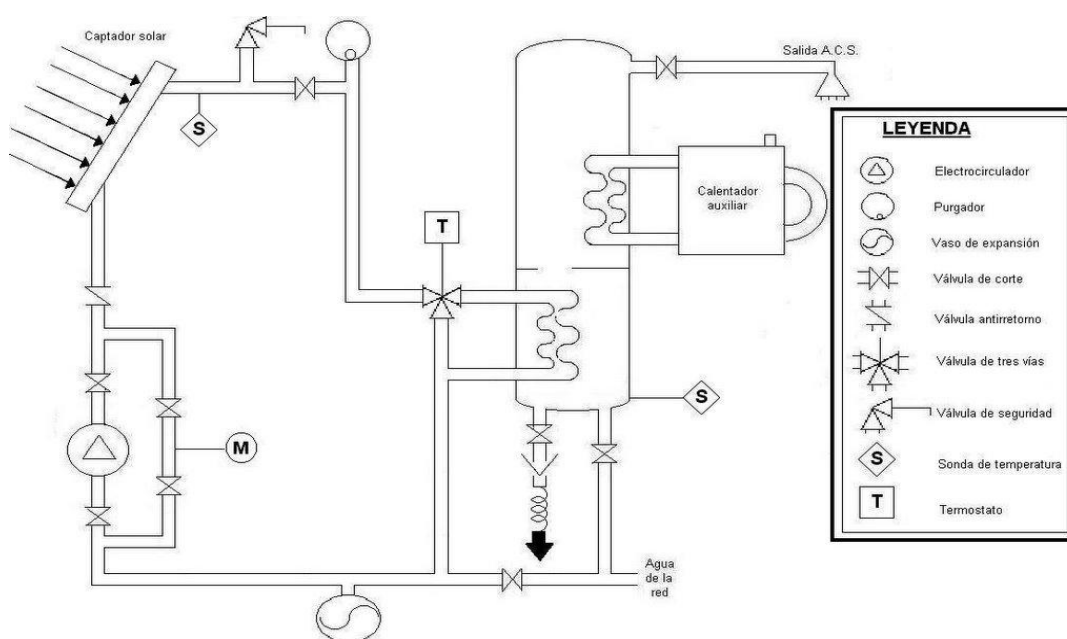 Captador solar
S
T
Salida A.C.S.
Calentador
auxiliar
S
M
Agua
de la
red
LEYENDA
Electrocirculador
Purgador
Vaso de expansión
Válvula de corte
Válvula antirretorno
Válvula de tres vías
Válvula de seguridad
S
Sonda de temperatura
T
Termostato